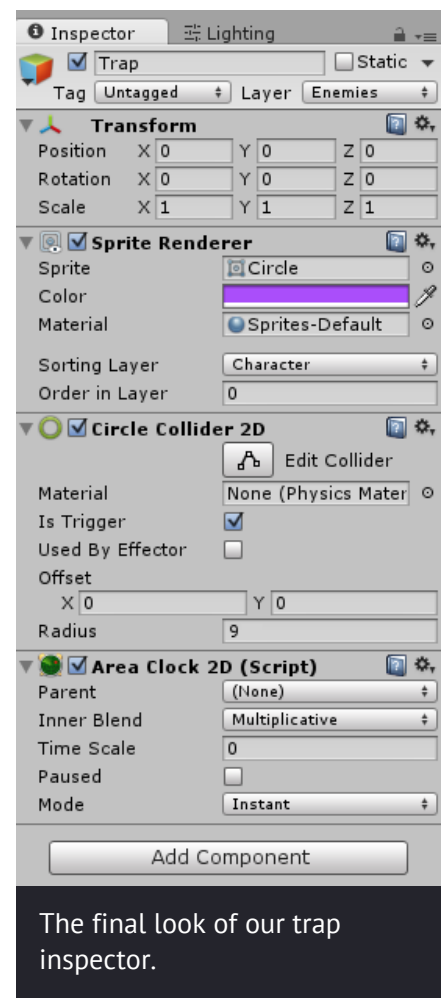 Inspector Lighting
Trap Static
Tag Untagged Layer Enemies
Transform
Position X 0 Y 0 Z 0
Rotation X 0 Y 0 Z 0
Scale X 1 Y 1 Z 1
Sprite Renderer
Sprite Circle
Color
Material Sprites-Default
Sorting Layer Character
Order in Layer 0
Circle Collider 2D
Edit Collider
Material None (Physics Mater
Is Trigger
Used By Effector
Offset
X 0 Y 0
Radius 9
Area Clock 2D (Script)
Parent (None)
Inner Blend Multiplicative
Time Scale 0
Paused
Mode Instant
Add Component
The final look of our trap
inspector.